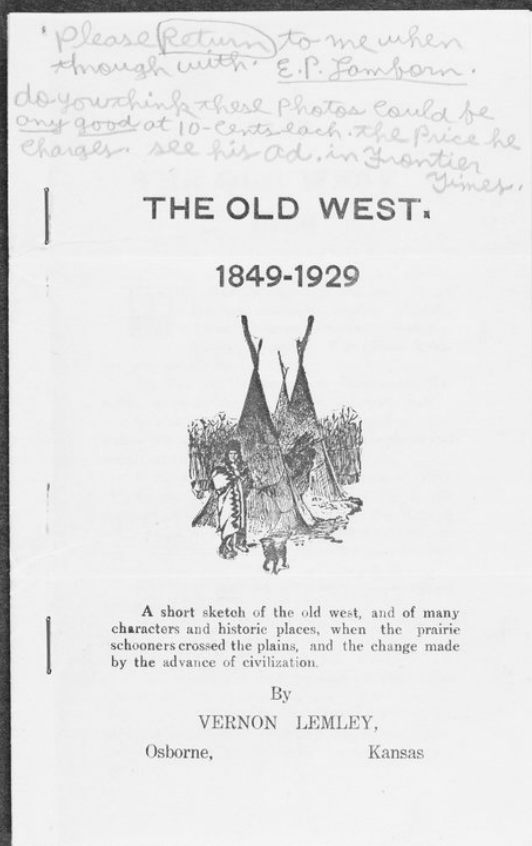 Please Return to me when
through with. E.P. Lamborn.
do you think these Photos could be
any good at 10-cents each. the Price he
Charges. see his ad. in Frontier
Times.
THE OLD WEST.
1849-1929
A short sketch of the old west, and of many
characters and historic places, when the prairie
schooners crossed the plains, and the change made
by the advance of civilization.
By
VERNON LEMLEY,
Osborne, Kansas